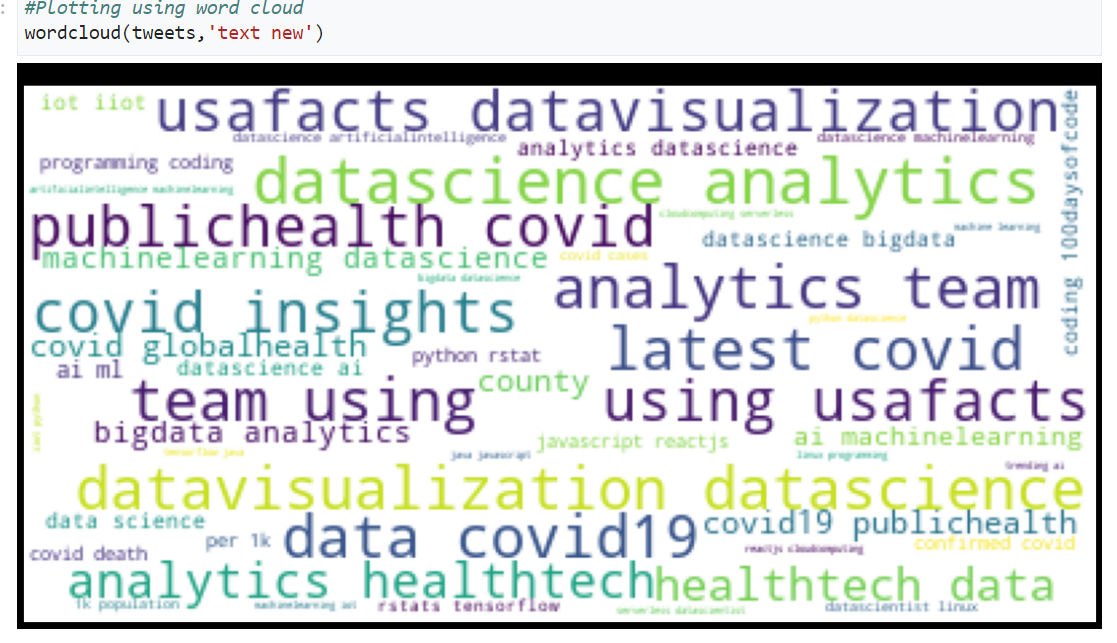 #Plotting using word cloud
wordcloud(tweets,'text new')
iot iiot
usafacts datavisualization
datascience artificialintelligence
datascience machinelearning
analytics datascience
programming coding
datascience analytics
artificialintelligence machinelearning
coding 100daysofcode
publichealth covid
cloudcomputing serverless
machine learning
datascience bigdata
machinelearning datascience
covid cases
bigdata datascience
analytics team
covid insights
python datascience
covid globalhealth
python rstat
latest covid
ai ml
datascience ai
county
team using
using usafacts
iiot python
bigdata analytics
javascript reactjs
ai machinelearning
tensorflow java
java javascript
linux programming
trending ai
datavisualization datascience
data science
per 1k
data covid19
covid19 publichealth
covid death
reactjs cloudcomputing
confirmed covid
analytics healthtech
healthtech data
1k population
machinelearning iot
rstats tensorflow
serverless datascientist
datascientist linux